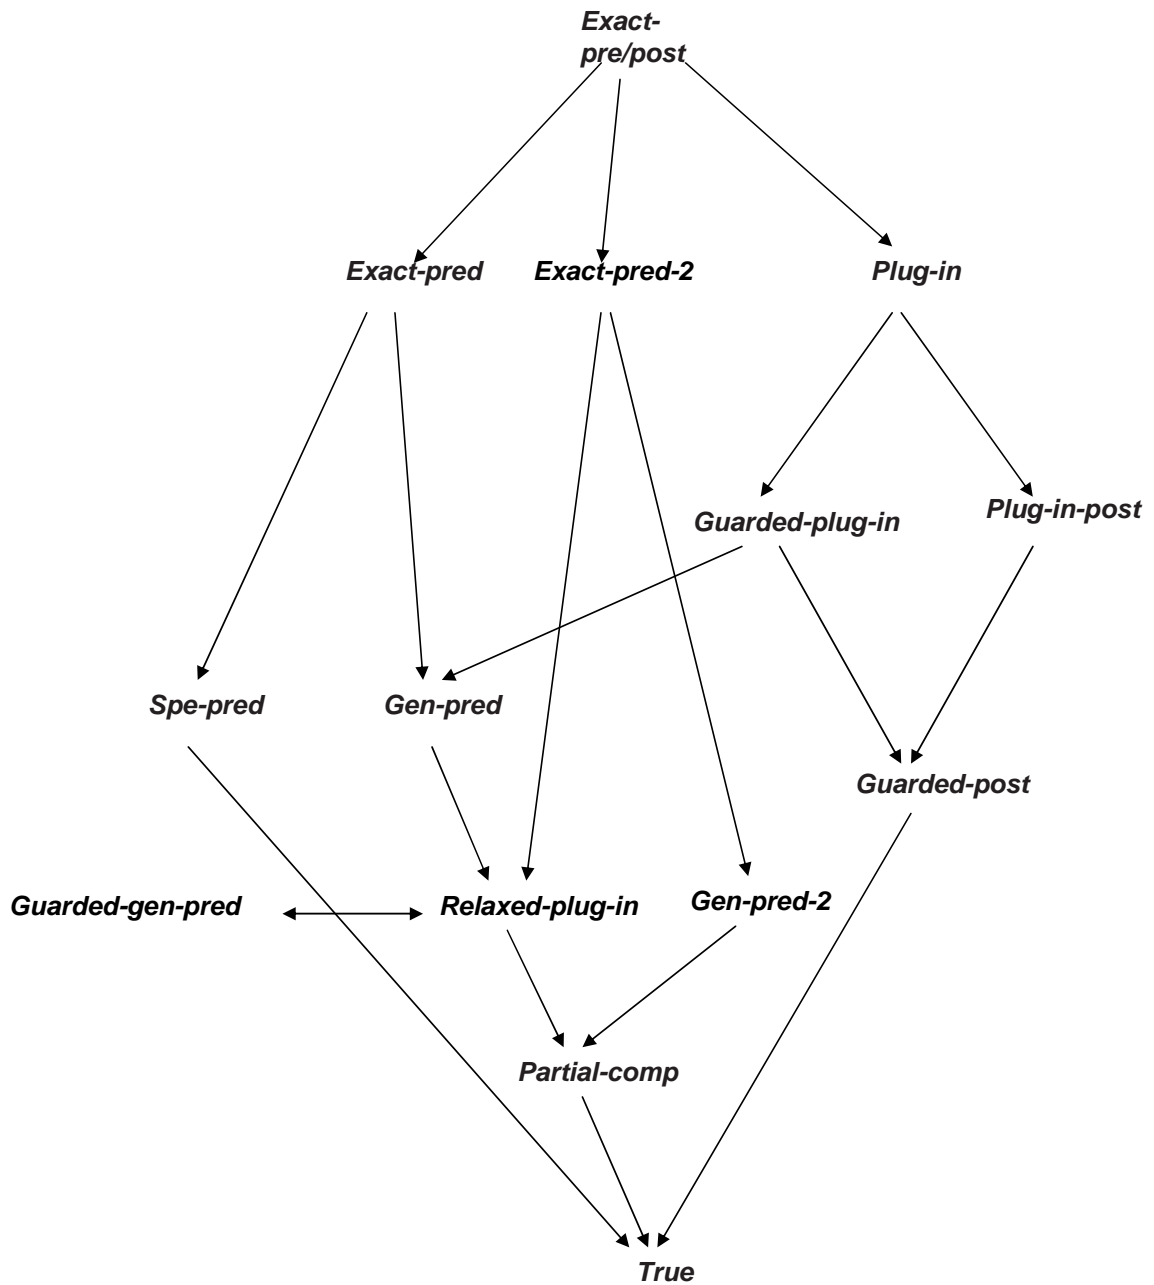 Exact-
pre/post
Exact-pred
Exact-pred-2
Plug-in
Guarded-plug-in
Plug-in-post
Spe-pred
Gen-pred
Guarded-post
Guarded-gen-pred
Relaxed-plug-in
Gen-pred-2
Partial-comp
True